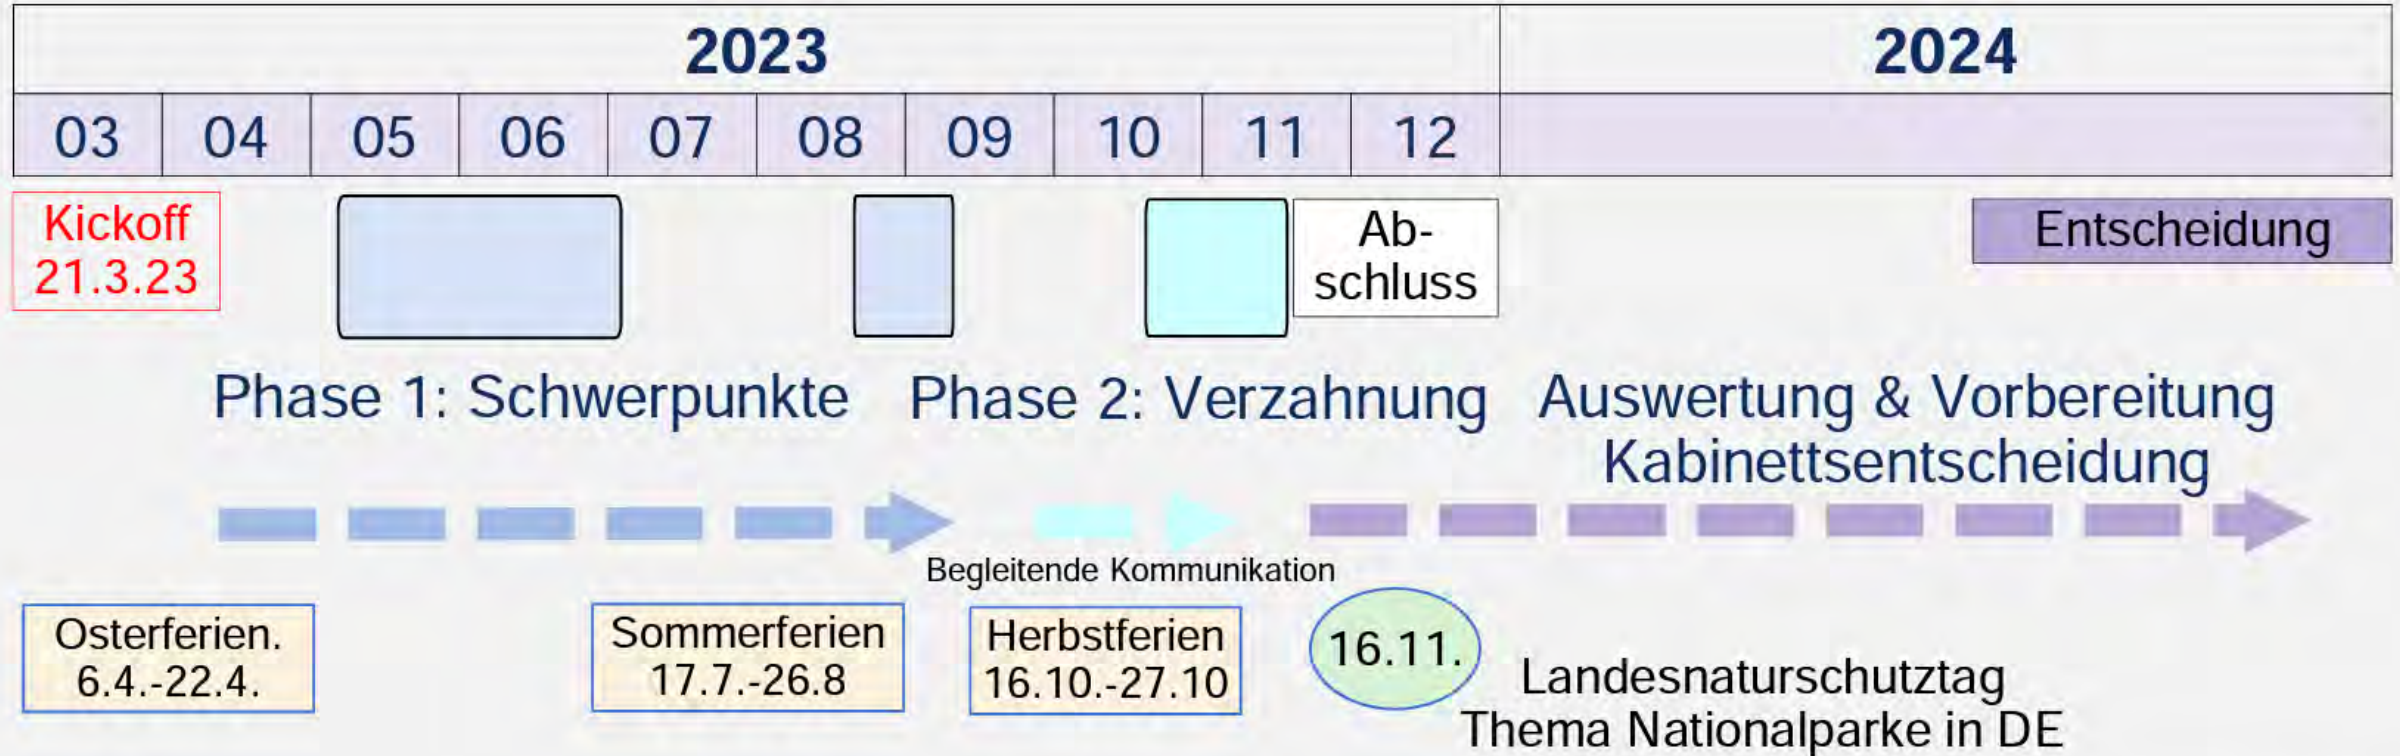 2023
2024
03 04 05 06 07 08 09 10 11 12
Kickoff
21.3.23
Ab-
schluss
Entscheidung
Phase 1: Schwerpunkte
Phase 2: Verzahnung
Auswertung & Vorbereitung
Kabinettsentscheidung
Begleitende Kommunikation
Osterferien.
6.4.-22.4.
Sommerferien
17.7.-26.8
Herbstferien
16.10.-27.10
16.11.
Landesnaturschutztag
Thema Nationalparke in DE